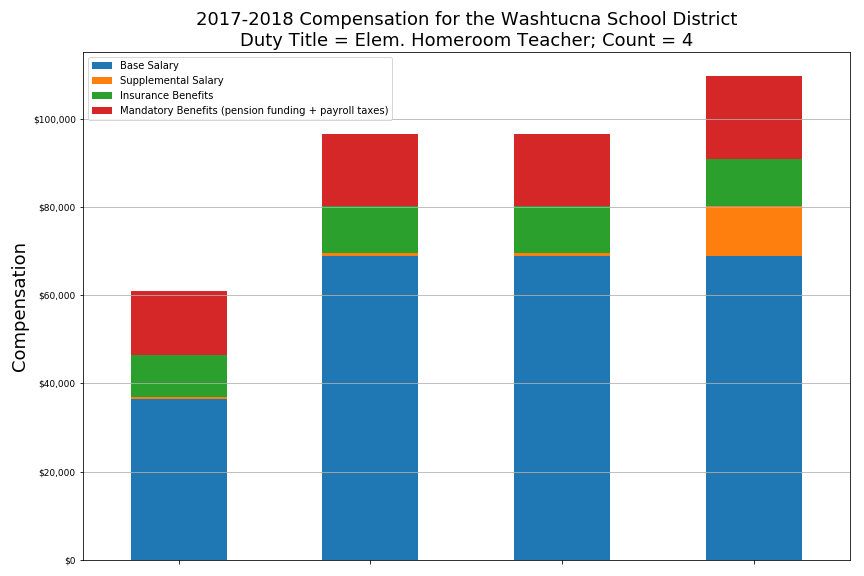 2017-2018 Compensation for the Washtucna School District
Duty Title = Elem. Homeroom Teacher; Count = 4
Base Salary
Supplemental Salary
Insurance Benefits
Mandatory Benefits (pension funding + payroll taxes)
$100,000
$80,000
$60,000
$40,000
$20,000
$0
Compensation